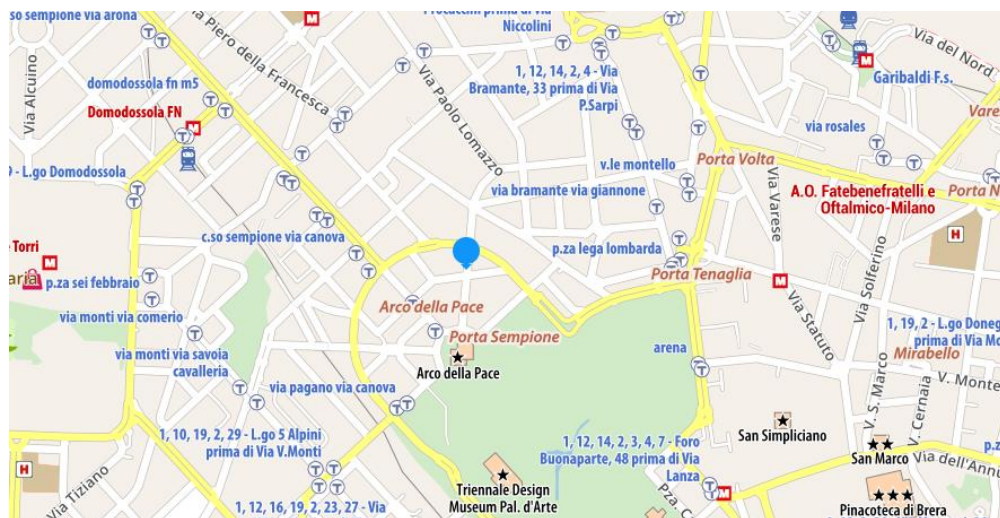 so sempione via arona
Procaccini prima di Via
Niccolini
Via Piero della Francesca
Via Alcuino
domodossola fn m5
Domodossola FN
M
9 - L.go Domodossola
Via Paolo Lomazzo
1, 12, 14, 2, 4 - Via
Bramante, 33 prima di Via
P.Sarpi
Via del Nord
Garibaldi F.s.
via rosales
v.le montello
Porta Volta
via bramante via giannone
Via Varese
A.O. Fatebenefratelli e
Oftalmico-Milano
H
c.so sempione via canova
p.za lega lombarda
Porta Tenaglia
Via Solferino
Torri
M
p.za sei febbraio
Arco della Pace
Porta Sempione
via monti via comerio
Via Statuto
M
via monti via savoia
cavalleria
Arco della Pace
arena
1, 19, 2 - L.go Doneg
prima di Via Mo
Mirabello
V. Monte
via pagano via canova
V. S. Marco
V. Cernaia
San Simpliciano
1, 10, 19, 2, 29 - L.go 5 Alpini
prima di Via V.Monti
1, 12, 14, 2, 3, 4, 7 - Foro
Buonaparte, 48 prima di Via
Lanza
M
San Marco
Via dell'Annu
H
Via Tiziano
Triennale Design
Museum Pal. d'Arte
1, 12, 16, 19, 2, 23, 27 - Via
Pza. C
Pinacoteca di Brera